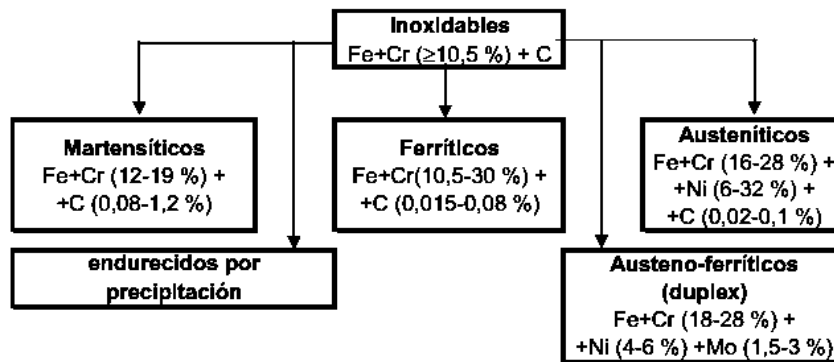 Inoxidables
Fe+Cr (≥10,5 %) + C
Martensíticos
Fe+Cr (12-19 %) +
+C (0,08-1,2 %)
Ferríticos
Fe+Cr(10,5-30 %) +
+C (0,015-0,08 %)
Austeníticos
Fe+Cr (16-28 %) +
+Ni (6-32 %) +
+C (0,02-0,1 %)
endurecidos por
precipitación
Austeno-ferríticos
(duplex)
Fe+Cr (18-28 %) +
+Ni (4-6 %) +Mo (1,5-3 %)